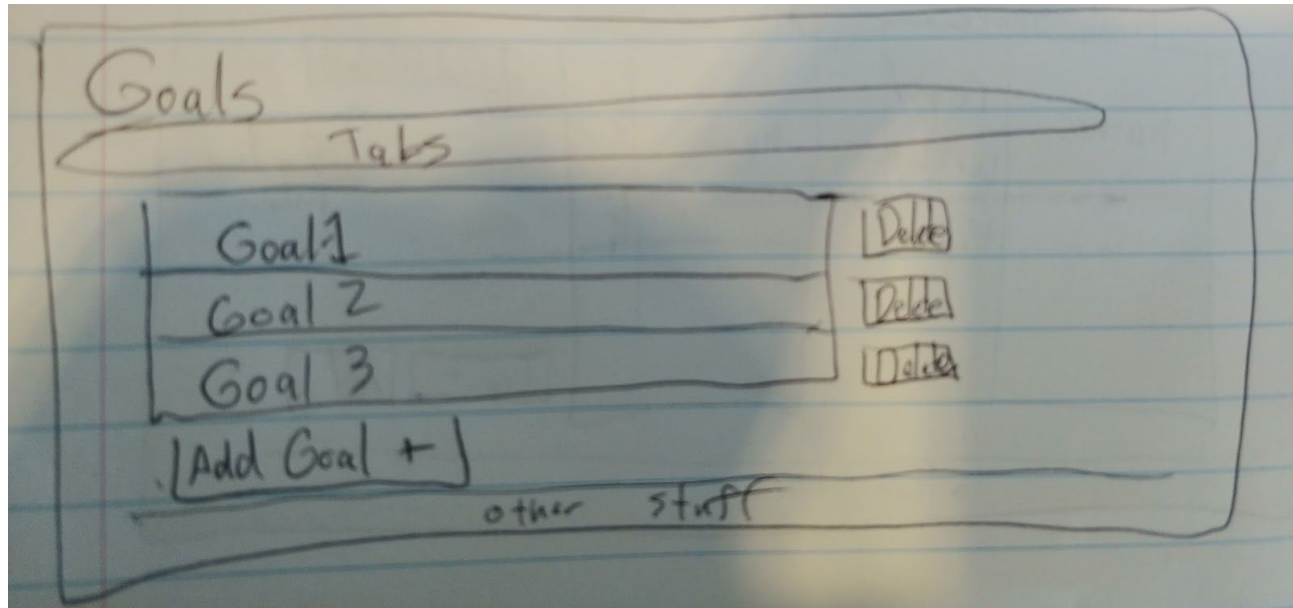 Goals
Tabs
Goal 1 Delete
Goal 2 Delete
Goal 3 Delete
Add Goal +
other stuff